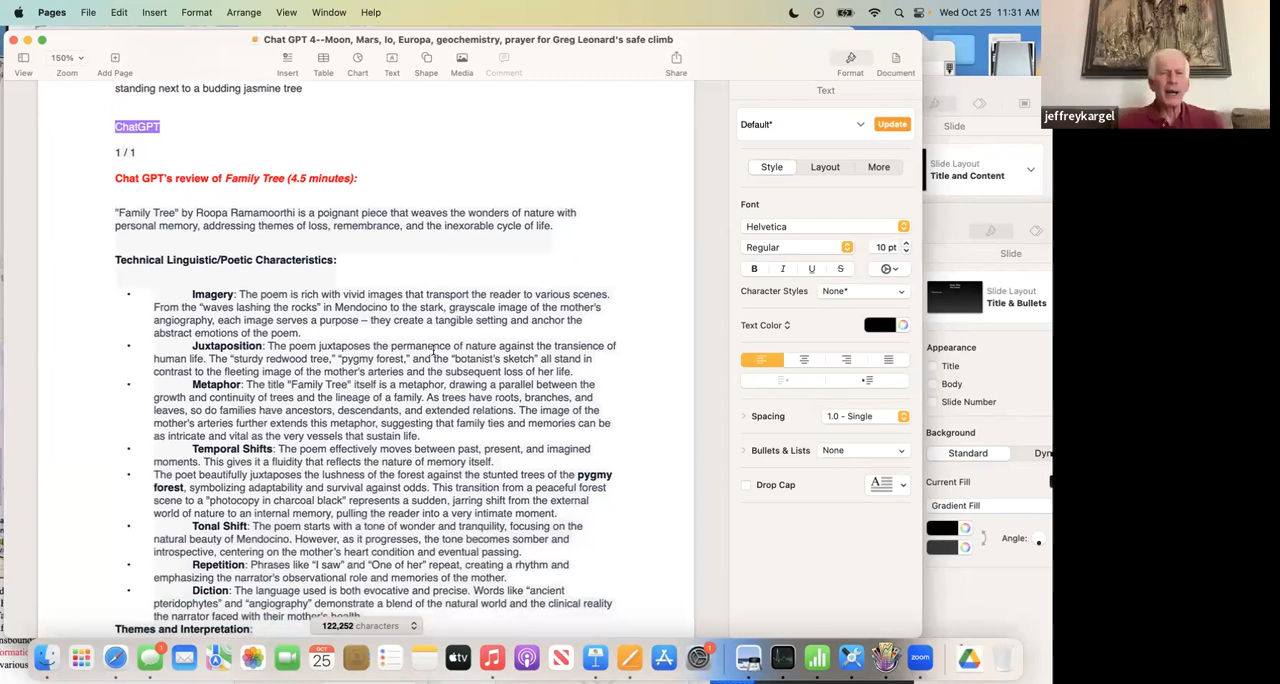 Pages File Edit Insert Format Arrange View Window Help Wed Oct 25 11:31 AM
Chat GPT 4--Moon, Mars, Io, Europa, geochemistry, prayer for Greg Leonard's safe climb
150%
View Zoom Add Page Insert Table Chart Text Shape Media Comment Share Format Document
standing next to a budding jasmine tree
ChatGPT
1 / 1
Chat GPT's review of Family Tree (4.5 minutes):
"Family Tree" by Roopa Ramamoorthi is a poignant piece that weaves the wonders of nature with
personal memory, addressing themes of loss, remembrance, and the inexorable cycle of life.
Technical Linguistic/Poetic Characteristics:
• Imagery: The poem is rich with vivid images that transport the reader to various scenes.
From the “waves lashing the rocks” in Mendocino to the stark, grayscale image of the mother's
angiography, each image serves a purpose – they create a tangible setting and anchor the
abstract emotions of the poem.
• Juxtaposition: The poem juxtaposes the permanence of nature against the transience of
human life. The “sturdy redwood tree,” “pygmy forest,” and the “botanist's sketch” all stand in
contrast to the fleeting image of the mother's arteries and the subsequent loss of her life.
• Metaphor: The title "Family Tree" itself is a metaphor, drawing a parallel between the
growth and continuity of trees and the lineage of a family. As trees have roots, branches, and
leaves, so do families have ancestors, descendants, and extended relations. The image of the
mother's arteries further extends this metaphor, suggesting that family ties and memories can be
as intricate and vital as the very vessels that sustain life.
• Temporal Shifts: The poem effectively moves between past, present, and imagined
moments. This gives it a fluidity that reflects the nature of memory itself.
• The poet beautifully juxtaposes the lushness of the forest against the stunted trees of the pygmy
forest, symbolizing adaptability and survival against odds. This transition from a peaceful forest
scene to a "photocopy in charcoal black" represents a sudden, jarring shift from the external
world of nature to an internal memory, pulling the reader into a very intimate moment.
• Tonal Shift: The poem starts with a tone of wonder and tranquility, focusing on the
natural beauty of Mendocino. However, as it progresses, the tone becomes somber and
introspective, centering on the mother's heart condition and eventual passing.
• Repetition: Phrases like “I saw” and “One of her” repeat, creating a rhythm and
emphasizing the narrator's observational role and memories of the mother.
• Diction: The language used is both evocative and precise. Words like “ancient
pteridophytes” and “angiography” demonstrate a blend of the natural world and the clinical reality
the narrator faced with their mother's health.
Themes and Interpretation:
122,252 characters
Text
Default*
Update
Style Layout More
Font
Helvetica
Regular 10 pt
B I U S
Character Styles None*
Text Color
Spacing 1.0 - Single
Bullets & Lists None
Drop Cap
jeffreykargel
Slide
Slide Layout
Title and Content
Slide
Slide Layout
Title & Bullets
Appearance
Title
Body
Slide Number
Background
Standard Dyn
Current Fill
Gradient Fill
Angle:
OCT
25
tv
zoom